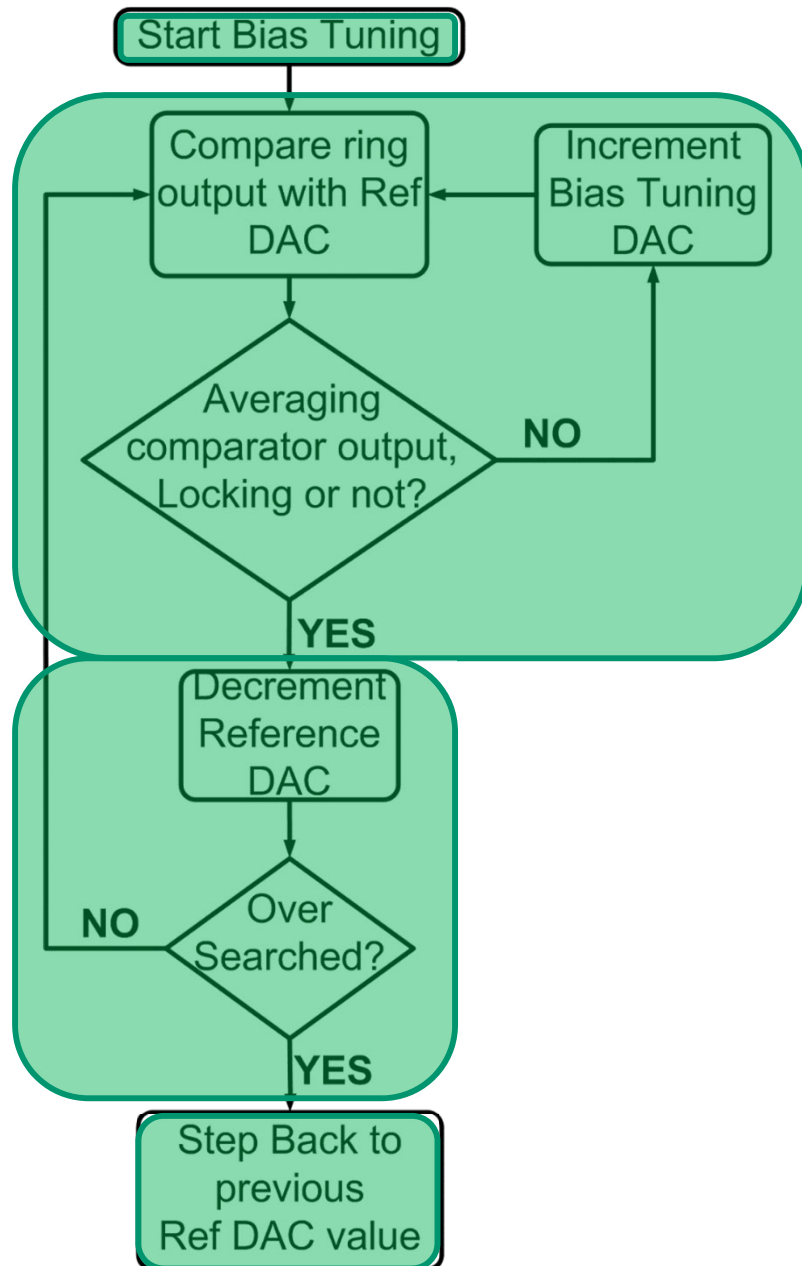 Start Bias Tuning
Compare ring
output with Ref
DAC
Increment
Bias Tuning
DAC
Averaging
comparator output,
Locking or not?
NO
YES
Decrement
Reference
DAC
Over
Searched?
NO
YES
Step Back to
previous
Ref DAC value